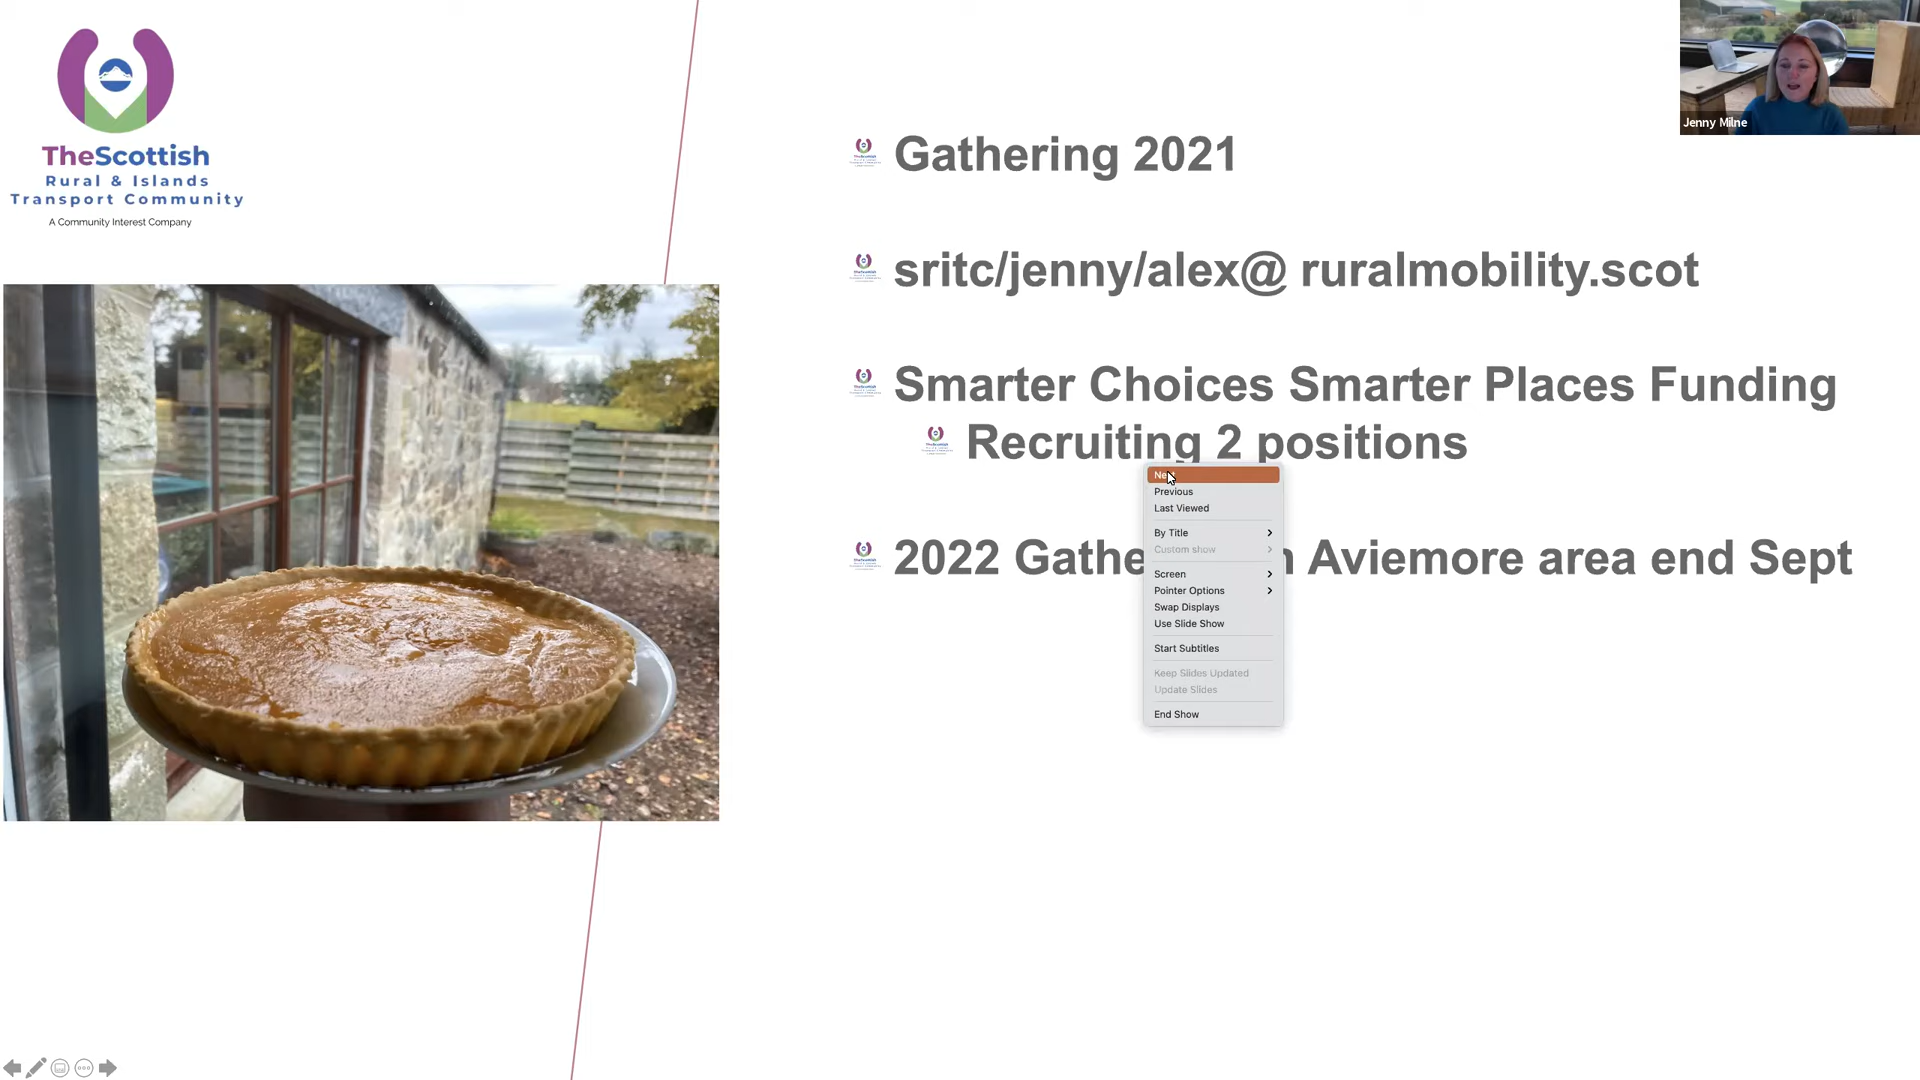 TheScottish
Rural & Islands
Transport Community
A Community Interest Company
Gathering 2021
sritc/jenny/alex@ ruralmobility.scot
Smarter Choices Smarter Places Funding
Recruiting 2 positions
2022 Gathe
Aviemore area end Sept
Previous
Last Viewed
By Title
Custom show
Screen
Pointer Options
Swap Displays
Use Slide Show
Start Subtitles
Keep Slides Updated
Update Slides
End Show
Jenny Milne